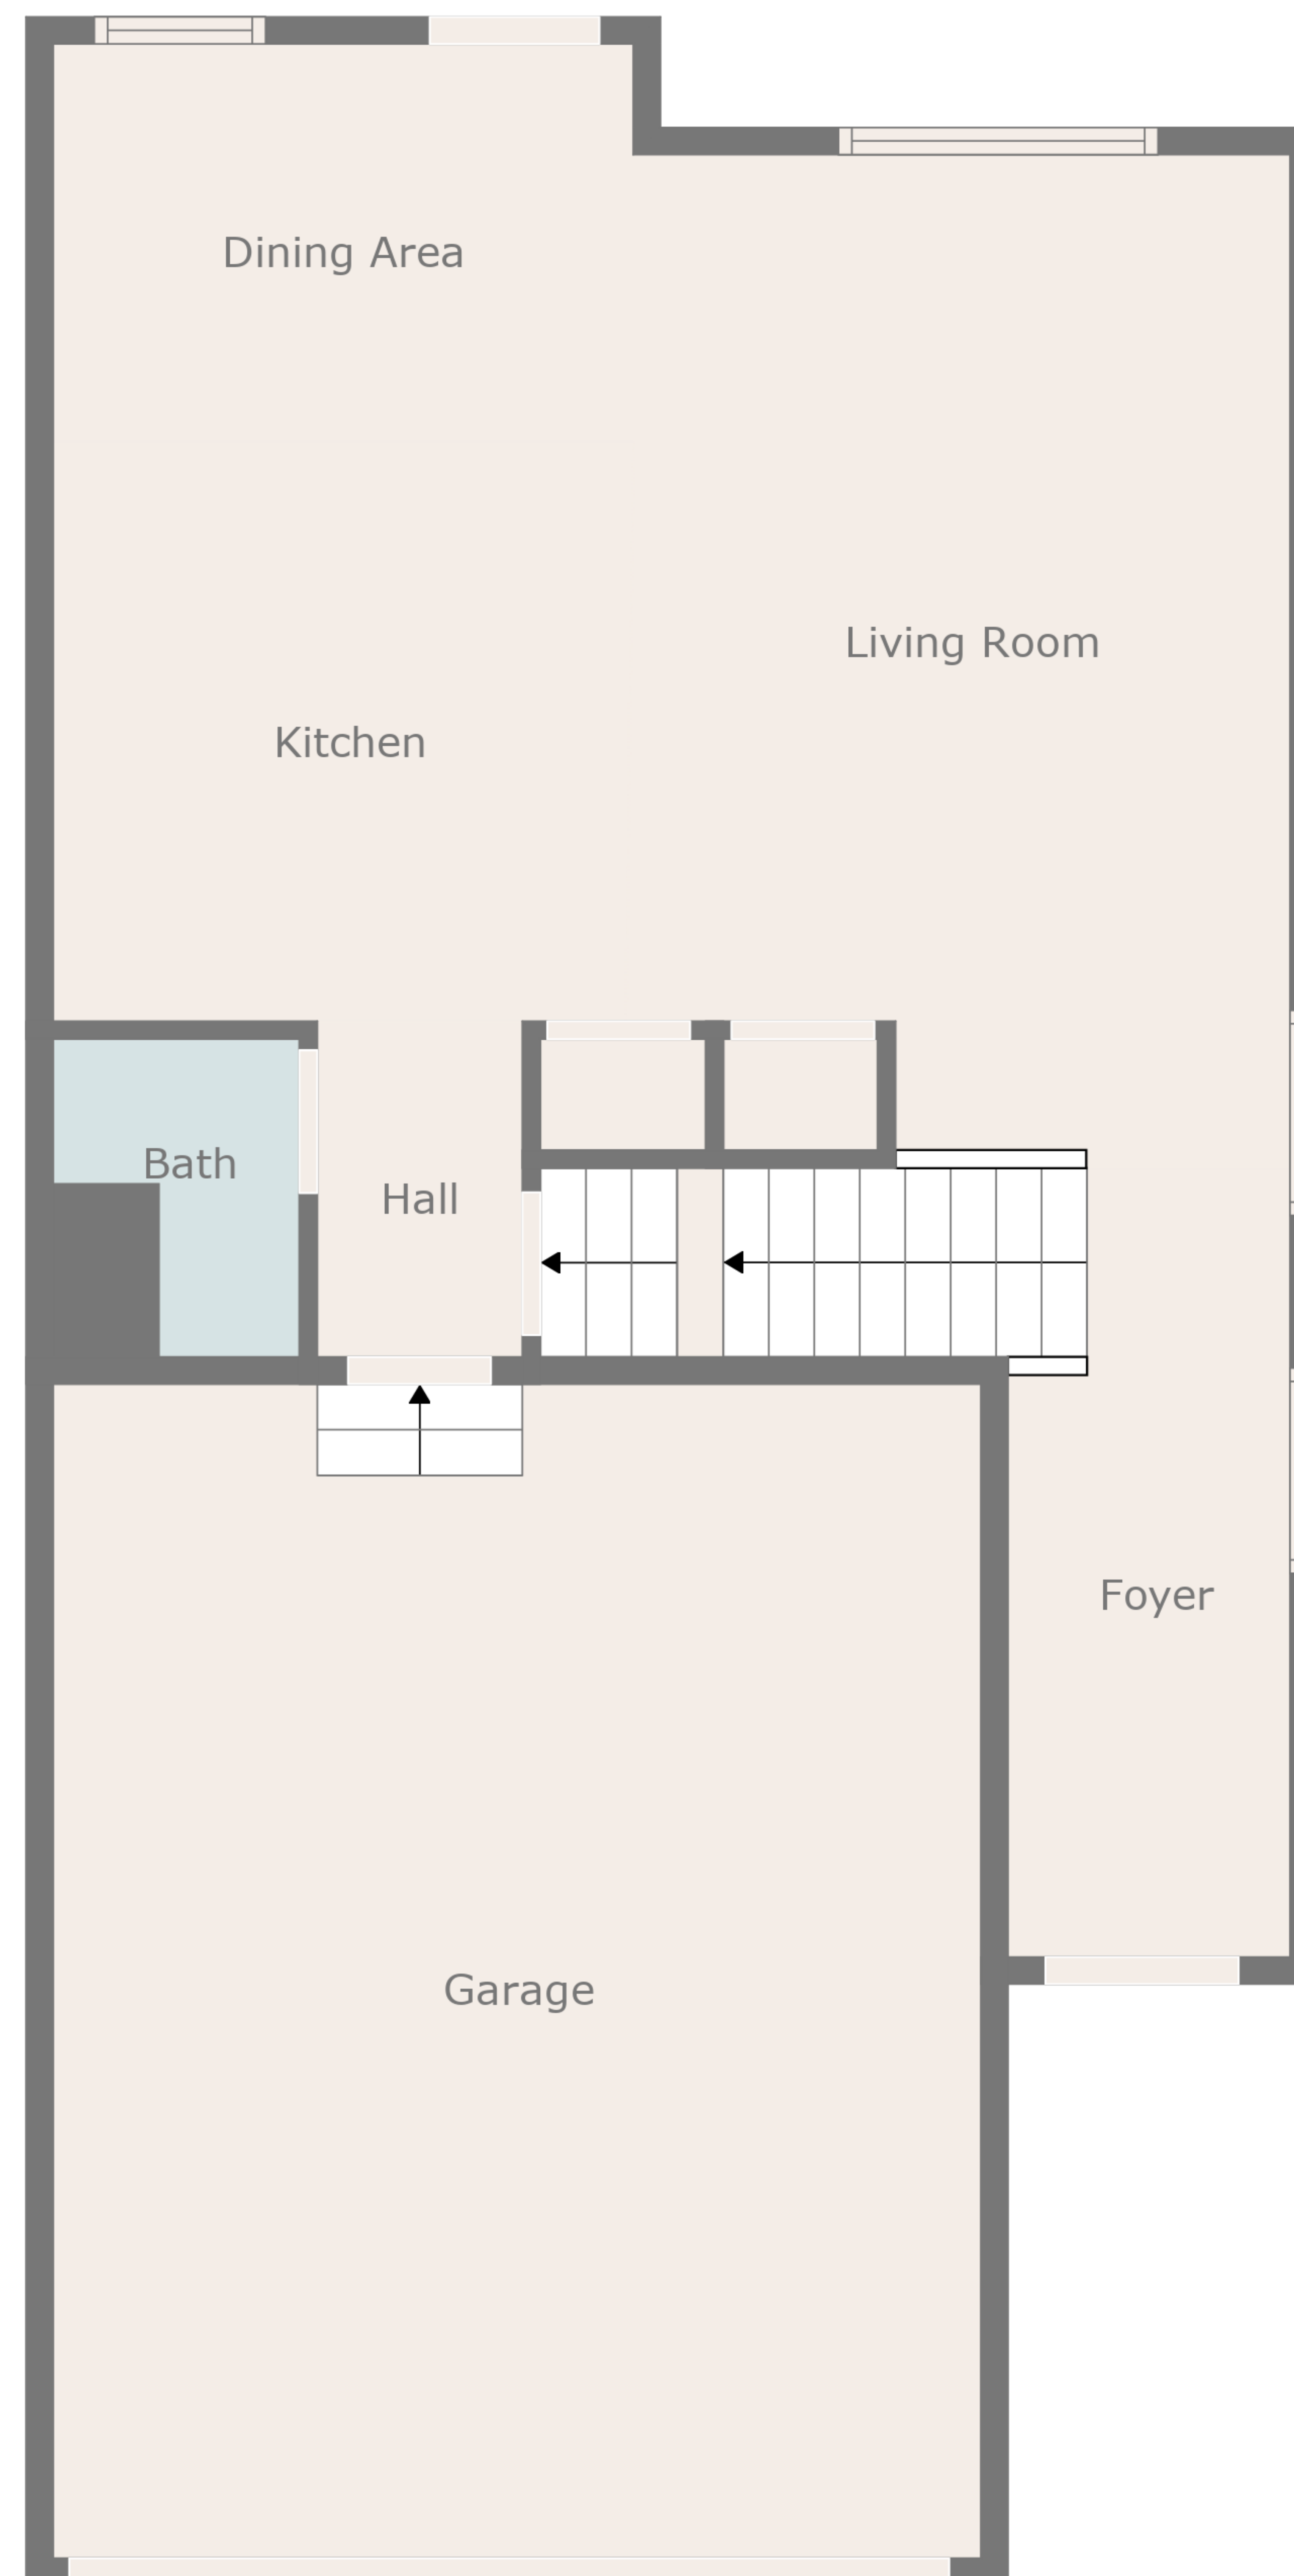 Dining Area
Living Room
Kitchen
Bath
Hall
Foyer
Garage